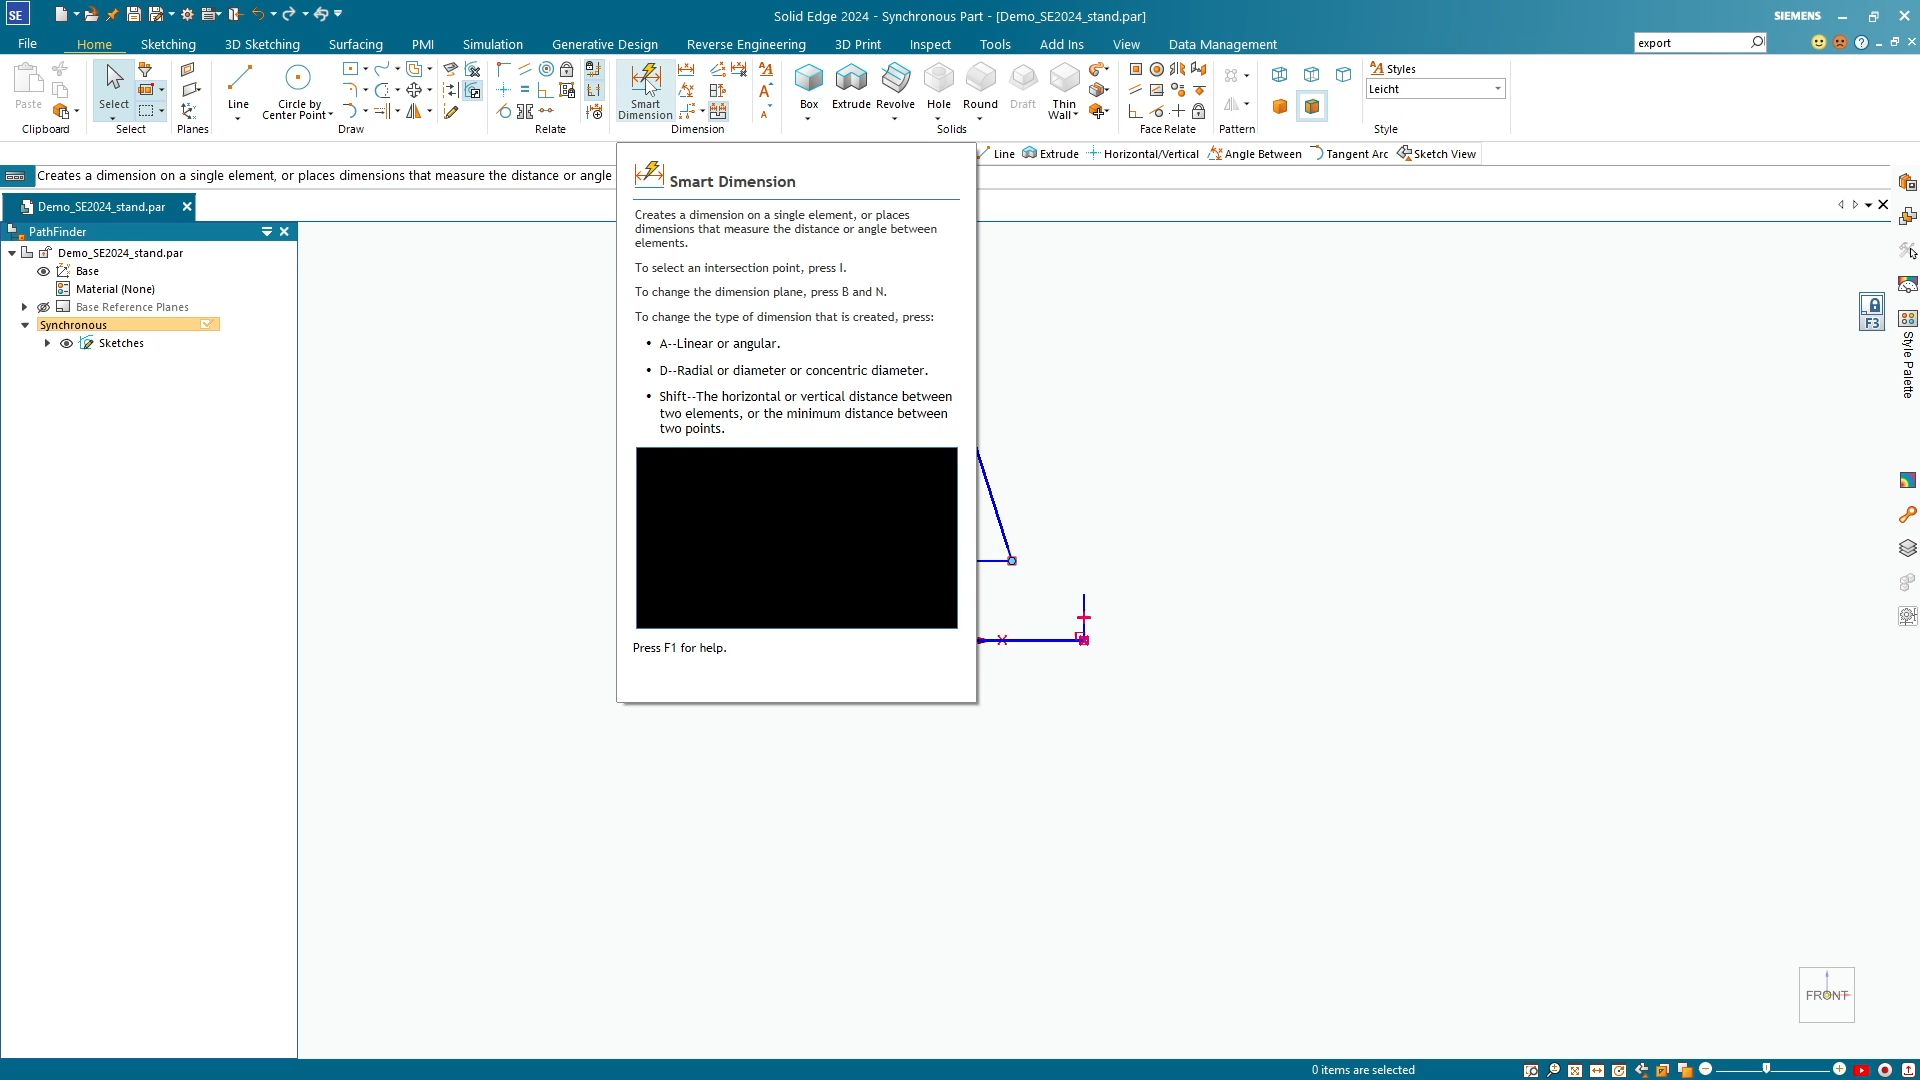 SE
Solid Edge 2024 - Synchronous Part - [Demo_SE2024_stand.par]
SIEMENS
File Home Sketching 3D Sketching Surfacing PMI Simulation Generative Design Reverse Engineering 3D Print Inspect Tools Add Ins View Data Management
export
Paste
Clipboard
Select
Select
Planes
Line
Circle by
Center Point
Draw
Relate
Smart
Dimension
Dimension
Box
Extrude
Revolve
Hole
Round
Draft
Thin
Wall
Solids
Face Relate
Pattern
Styles
Leicht
Style
Line Extrude Horizontal/Vertical Angle Between Tangent Arc Sketch View
Creates a dimension on a single element, or places dimensions that measure the distance or angle
Demo_SE2024_stand.par
PathFinder
Demo_SE2024_stand.par
Base
Material (None)
Base Reference Planes
Synchronous
Sketches
Smart Dimension
Creates a dimension on a single element, or places
dimensions that measure the distance or angle between
elements.
To select an intersection point, press I.
To change the dimension plane, press B and N.
To change the type of dimension that is created, press:
• A--Linear or angular.
• D--Radial or diameter or concentric diameter.
• Shift--The horizontal or vertical distance between
two elements, or the minimum distance between
two points.
Press F1 for help.
F3
Style Palette
FRONT
0 items are selected